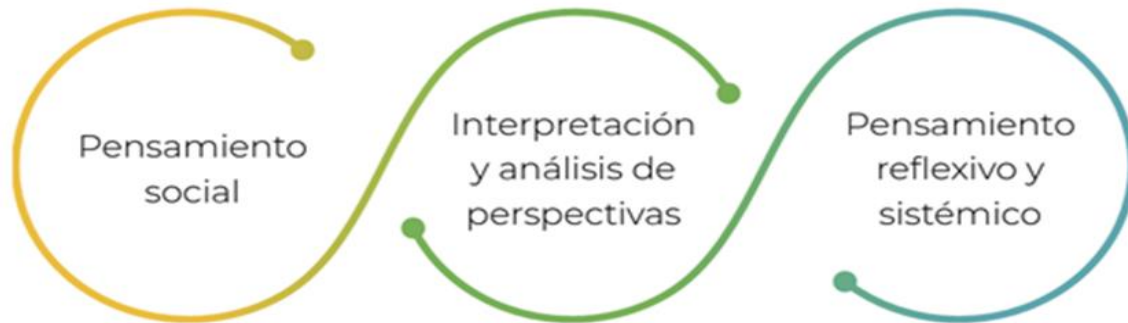 Pensamiento
social
Interpretación
y análisis de
perspectivas
Pensamiento
reflexivo y
sistémico